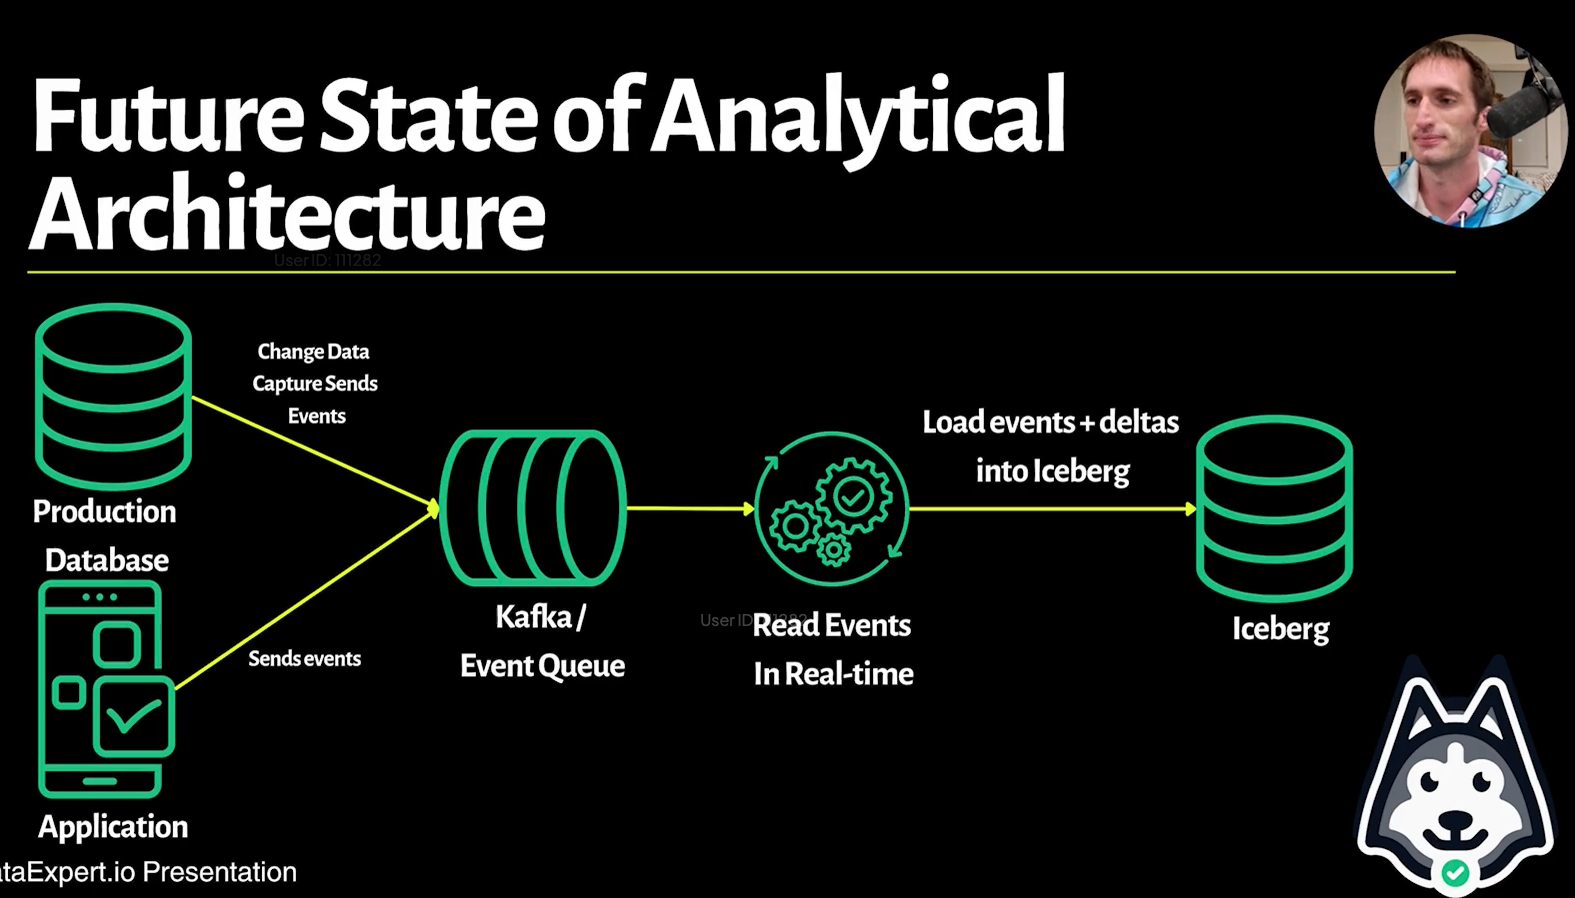 Future State of Analytical
Architecture
User ID: 111282
Change Data
Capture Sends
Events
Production
Database
Sends events
Application
Kafka /
Event Queue
User ID
Read Events
In Real-time
Load events + deltas
into Iceberg
Iceberg
taExpert.io Presentation